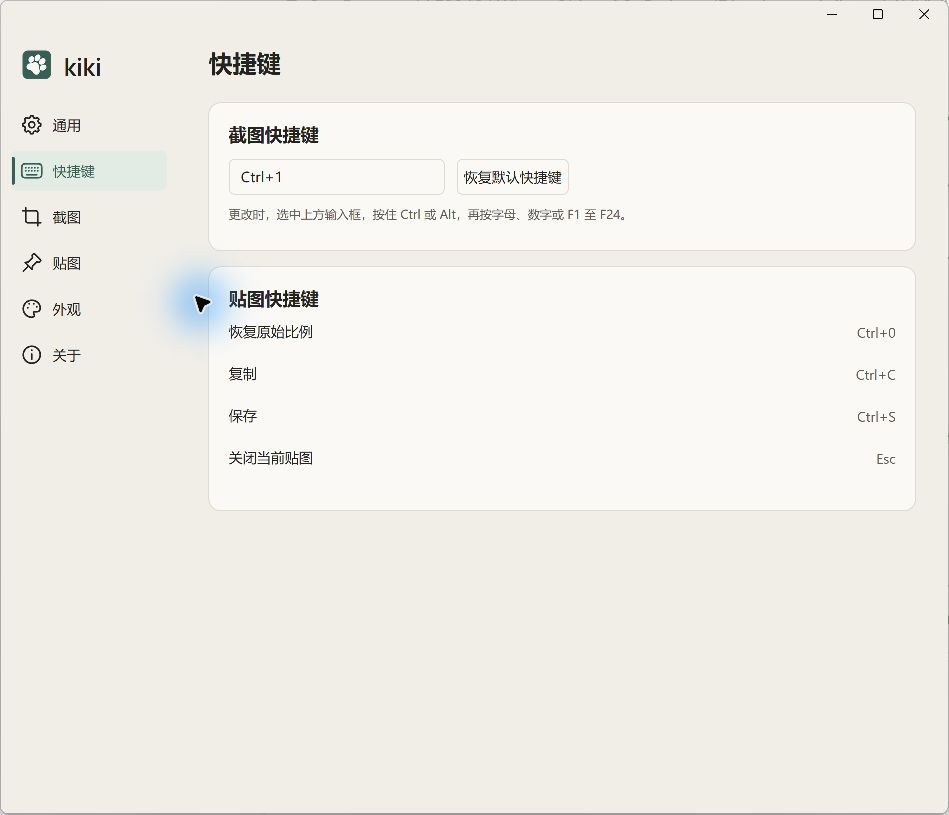 kiki
通用
快捷键
截图
贴图
外观
关于
快捷键
截图快捷键
Ctrl+1
恢复默认快捷键
更改时，选中上方输入框，按住 Ctrl 或 Alt，再按字母、数字或 F1 至 F24。
贴图快捷键
恢复原始比例 Ctrl+0
复制 Ctrl+C
保存 Ctrl+S
关闭当前贴图 Esc